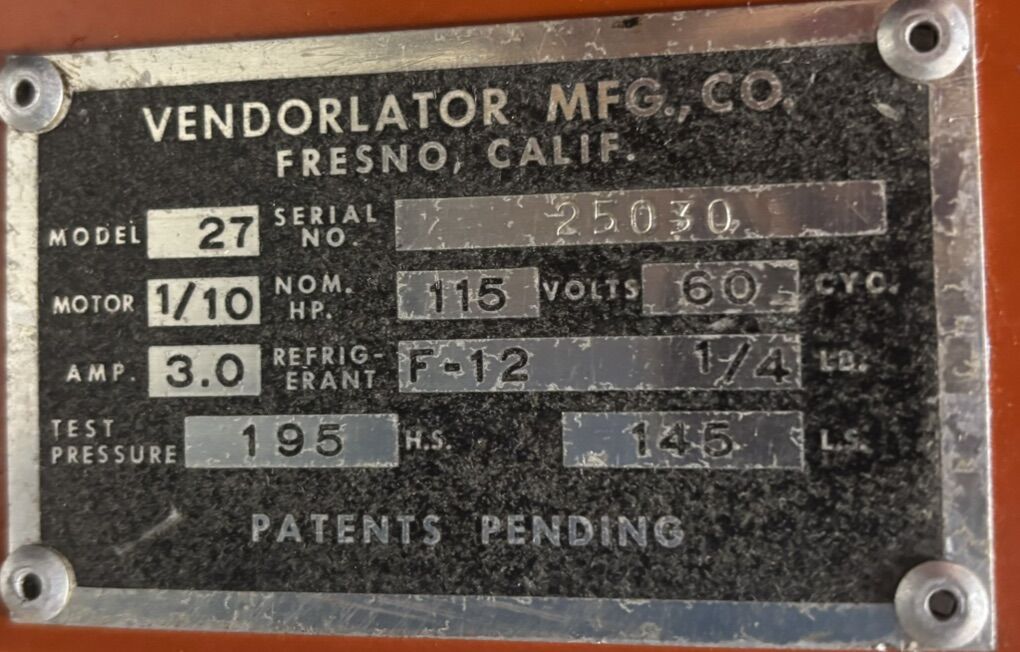 VENDORLATOR MFG., CO.
FRESNO, CALIF.
MODEL 27 SERIAL NO. 25030
MOTOR 1/10 NOM. HP. 115 VOLTS 60 CYC.
AMP. 3.0 REFRIG-ERANT F-12 1/4 LB.
TEST PRESSURE 195 H.S. 145 L.S.
PATENTS PENDING